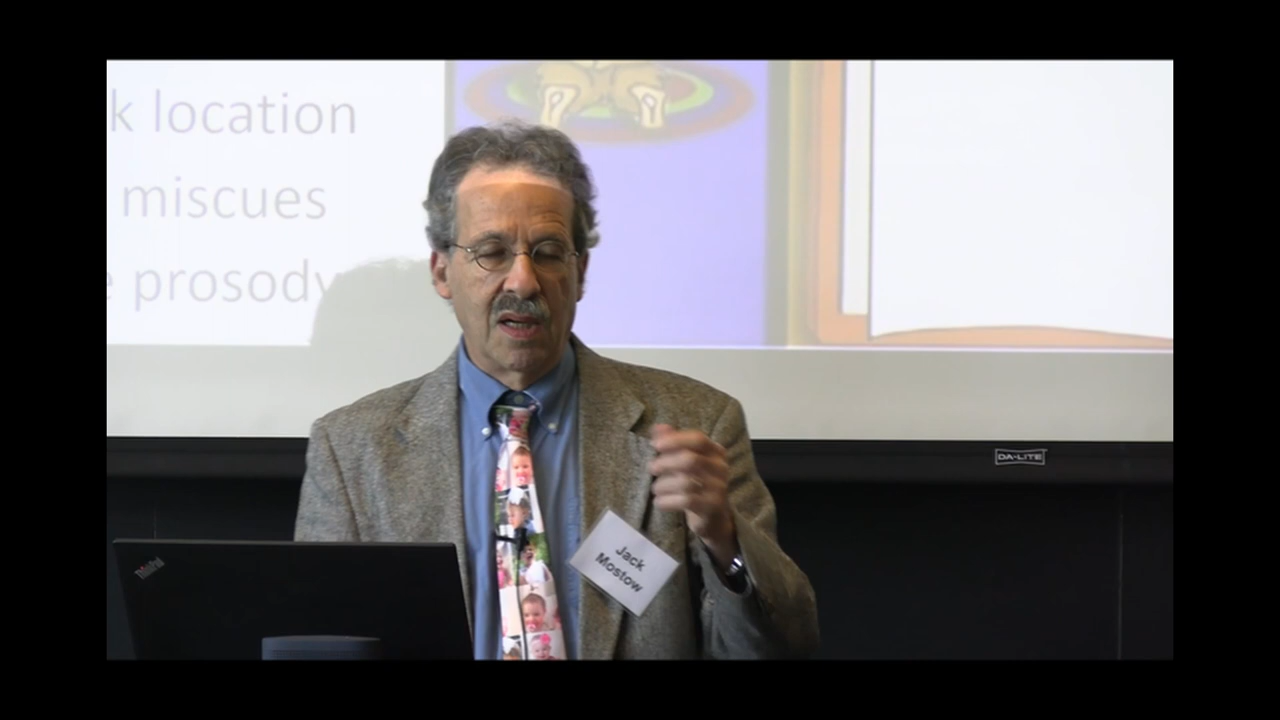 k location
miscues
e prosody
DA-LITE
ThinkPad
Jack
Mostow